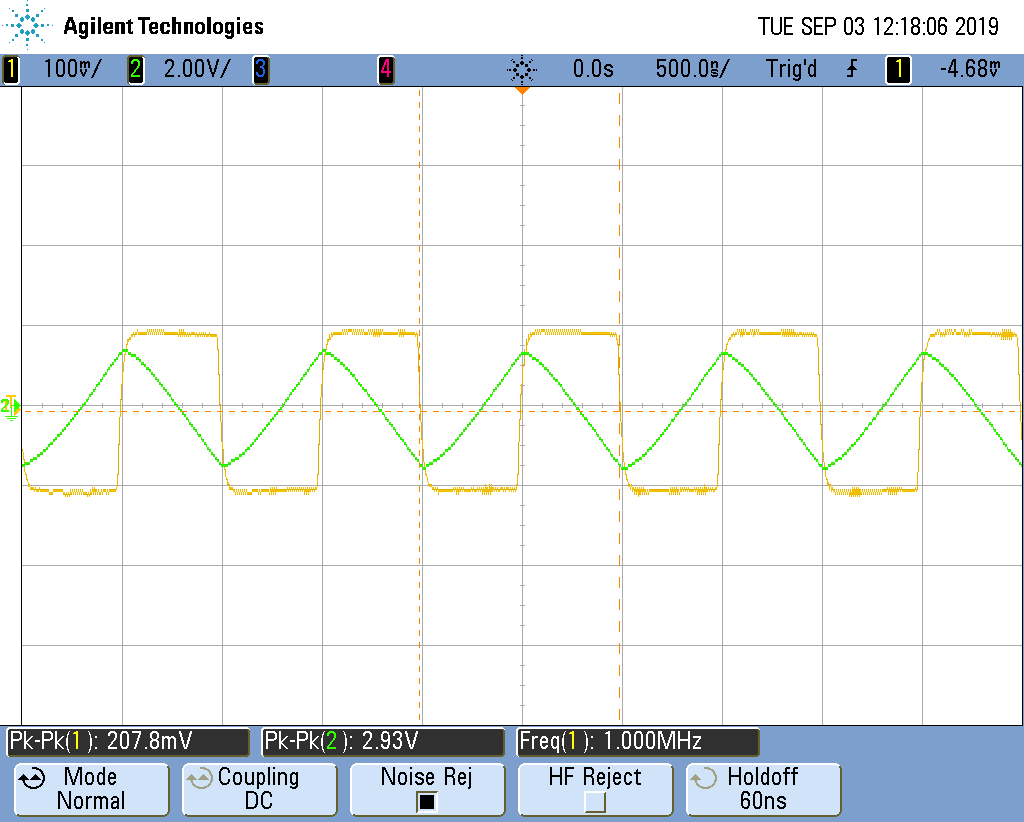 Agilent Technologies TUE SEP 03 12:18:06 2019
1 100mV/ 2 2.00V/ 3 4 0.0s 500.0ns/ Trig'd 1 -4.68mV
2
Pk-Pk(1): 207.8mV Pk-Pk(2): 2.93V Freq(1): 1.000MHz
Mode Coupling Noise Rej HF Reject Holdoff
Normal DC 60ns